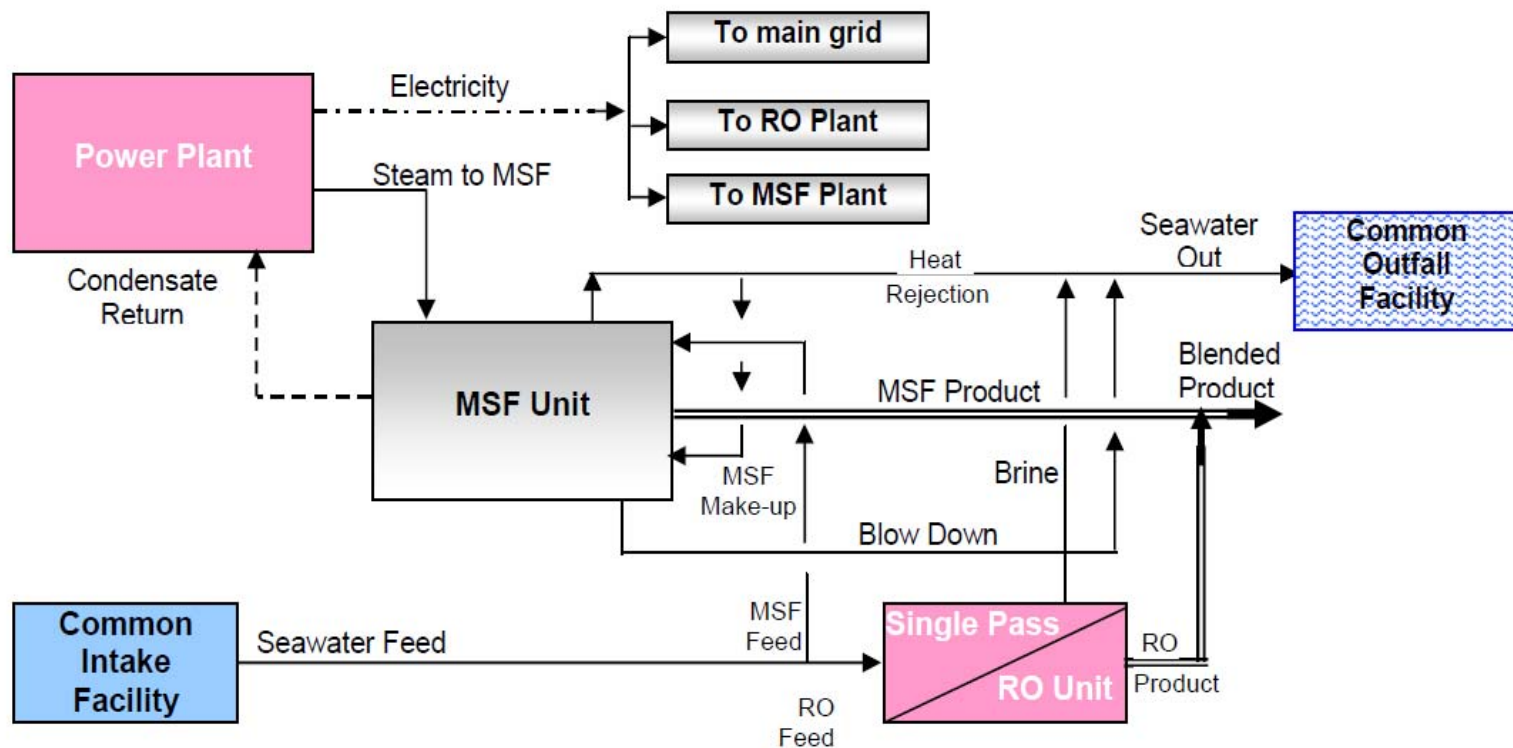 To main grid
Electricity
To RO Plant
Power Plant
Steam to MSF
To MSF Plant
Seawater
Out
Common
Outfall
Facility
Heat
Rejection
Condensate
Return
Blended
Product
MSF Unit
MSF Product
MSF
Make-up
Brine
Blow Down
Common
Intake
Facility
Seawater Feed
MSF
Feed
RO
Feed
Single Pass
RO Unit
RO
Product